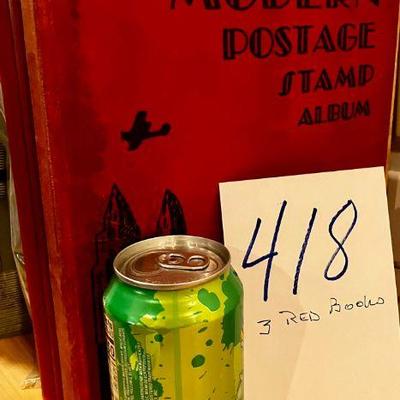 MODERN
POSTAGE
STAMP
ALBUM
418
3 RED Books